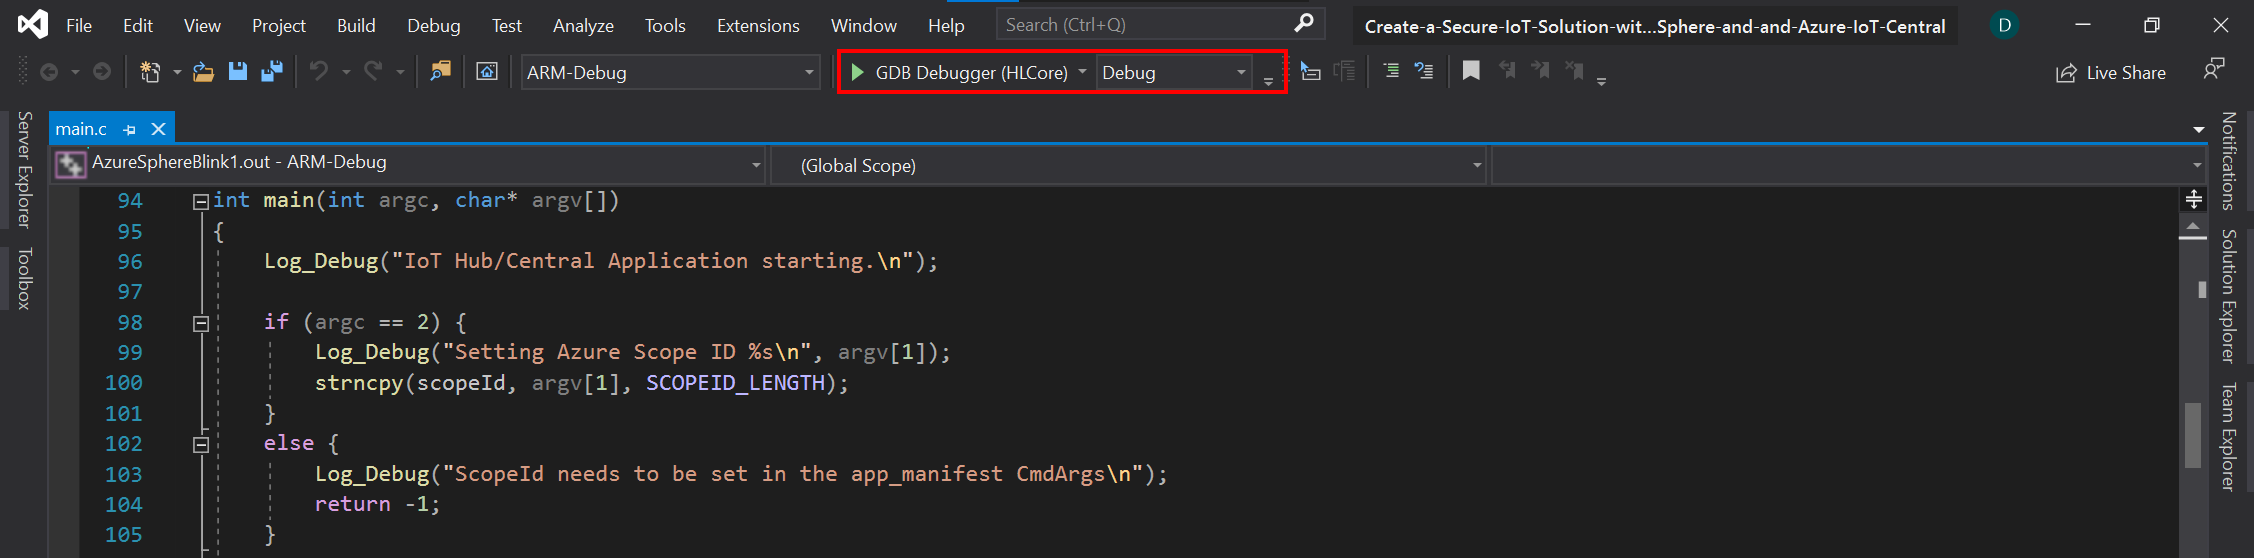 File Edit View Project Build Debug Test Analyze Tools Extensions Window Help Search (Ctrl+Q) Create-a-Secure-IoT-Solution-wit...Sphere-and-and-Azure-IoT-Central D
ARM-Debug GDB Debugger (HLCore) Debug Live Share
Server Explorer
Toolbox
main.c
AzureSphereBlink1.out - ARM-Debug (Global Scope)
94 int main(int argc, char* argv[])
95 {
96 Log_Debug("IoT Hub/Central Application starting.\n");
97
98 if (argc == 2) {
99 Log_Debug("Setting Azure Scope ID %s\n", argv[1]);
100 strncpy(scopeId, argv[1], SCOPEID_LENGTH);
101 }
102 else {
103 Log_Debug("ScopeId needs to be set in the app_manifest CmdArgs\n");
104 return -1;
105 }
Notifications
Solution Explorer
Team Explorer